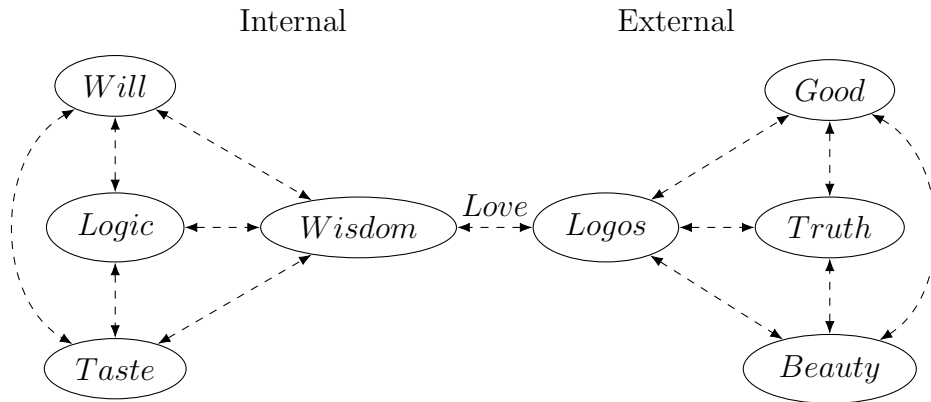 Internal External
Will Good
Love
Logic Wisdom Logos Truth
Taste Beauty